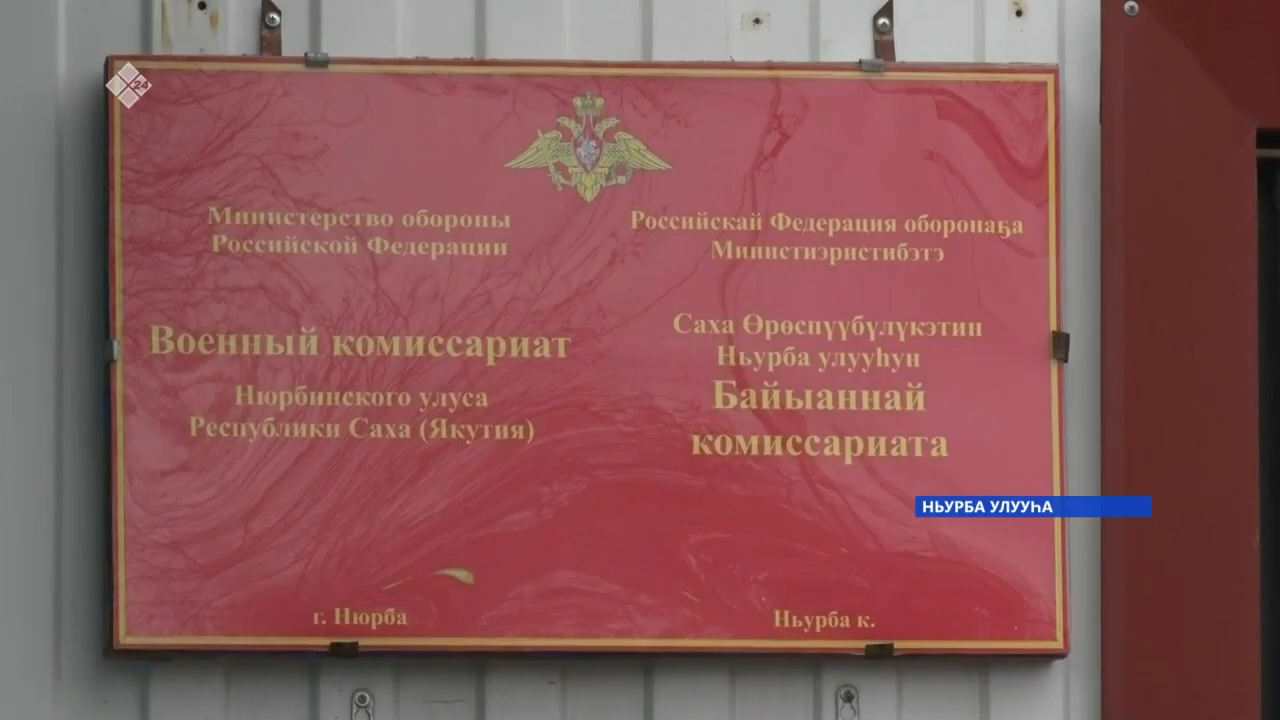 24
Министерство обороны
Российской Федерации
Военный комиссариат
Нюрбинского улуса
Республики Саха (Якутия)
г. Нюрба
Российскай Федерация оборонаҕа
Министиэристибэтэ
Саха Өрөспүүбүлүкэтин
Ньурба улууһун
Байыаннай
комиссариата
Ньурба к.
НЬУРБА УЛУУҺА